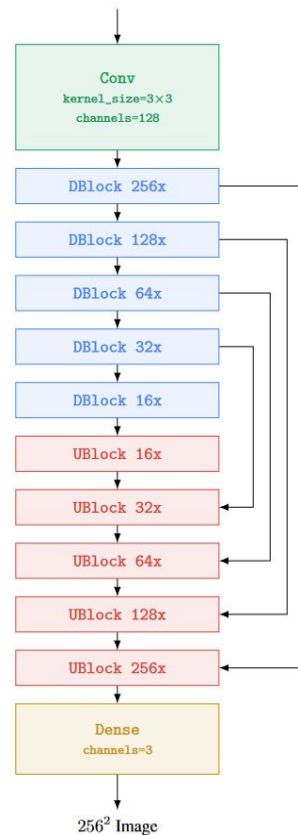 Conv
kernel_size=3×3
channels=128
DBlock 256x
DBlock 128x
DBlock 64x
DBlock 32x
DBlock 16x
UBlock 16x
UBlock 32x
UBlock 64x
UBlock 128x
UBlock 256x
Dense
channels=3
256² Image